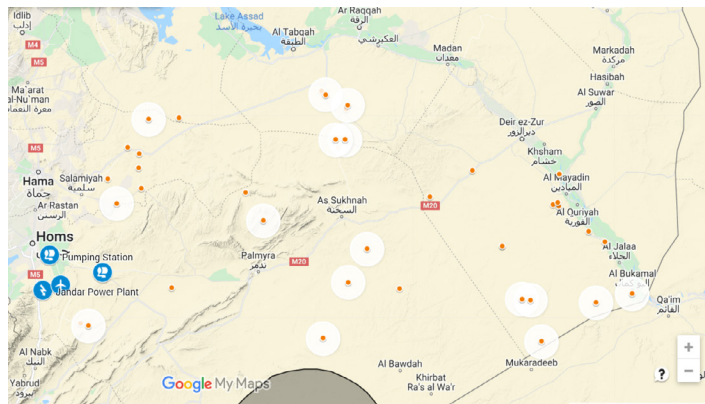 Idlib
إدلب
Lake Assad
بحيرة الأسد
Ar Raqqah
الرقة
Al Tabqah
الطبقة
العكيرشي
Madan
معدان
Markadah
مركدة
Hasibah
M4
M5
Ma'arat
al-Nu'man
معرة النعمان
Al Suwar
الصور
Deir ez-Zur
ديرالزور
M5
Khsham
خشام
Hama
حماة
Salamiyah
سلمية
Al Mayadin
الميادين
Ar Rastan
الرستن
As Sukhnah
السخنة
M20
Al Quriyah
القورية
Homs
حمص
Pumping Station
Palmyra
تدمر
M20
Al Jalaa
الجلاء
M5
Jandar Power Plant
Al Bukamal
Qa'im
القائم
Al Nabk
النبك
Google My Maps
Al Bawdah
Mukaradeeb
Khirbat
Ra's al Wa'r
Yabrud
يبرود
+
?
−